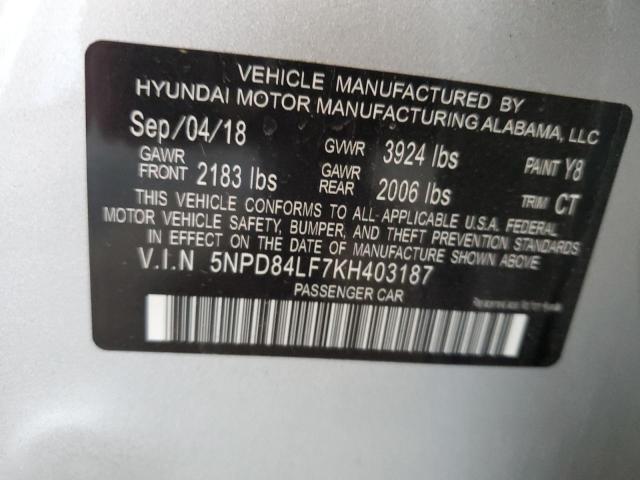 VEHICLE MANUFACTURED BY
HYUNDAI MOTOR MANUFACTURING ALABAMA, LLC
Sep/04/18 GVWR 3924 lbs PAINT Y8
GAWR FRONT 2183 lbs GAWR REAR 2006 lbs TRIM CT
THIS VEHICLE CONFORMS TO ALL-APPLICABLE U.S.A. FEDERAL
MOTOR VEHICLE SAFETY, BUMPER, AND THEFT PREVENTION STANDARDS
IN EFFECT ON THE DATE OF MANUFACTURE SHOWN ABOVE.
V.I.N 5NPD84LF7KH403187
PASSENGER CAR